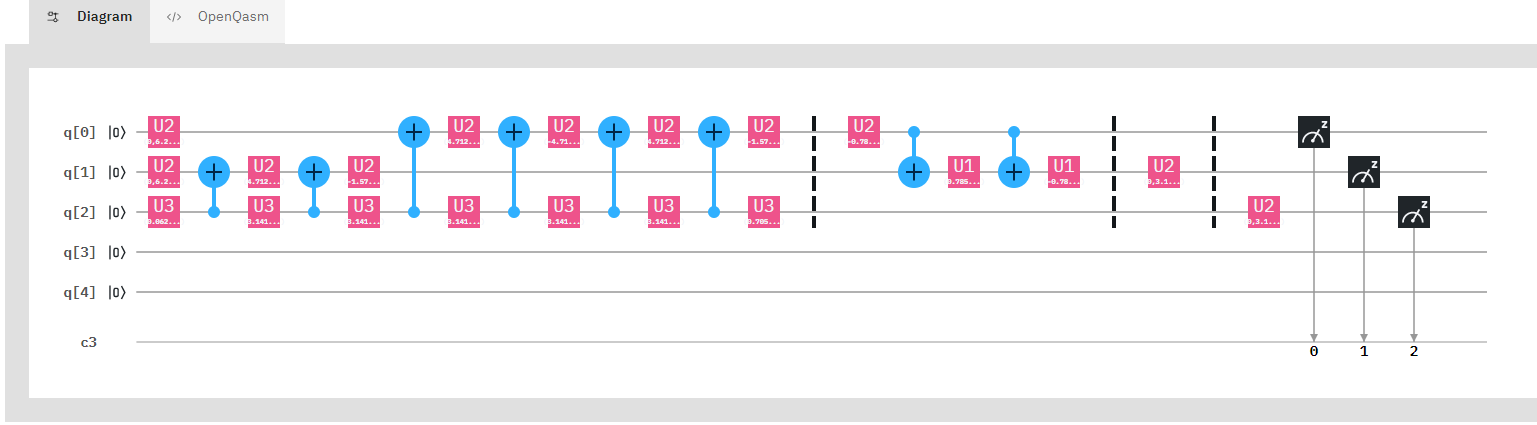 Diagram </> OpenQasm
U2 U2 U2 U2 U2 U2 z
q[0] |0⟩
0,6.2... 4.712... -4.71... 4.712... -1.57... -0.78...
U2 U2 U2 U1 U1 U2 z
q[1] |0⟩
0,6.2... 4.712... -1.57... 0.785... -0.78... 0,3.1...
U3 U3 U3 U3 U3 U3 U3 U2 z
q[2] |0⟩
3.141... 3.141... 3.141... 3.141... 3.141... 0,3.1...
q[3] |0⟩
q[4] |0⟩
c3
0 1 2